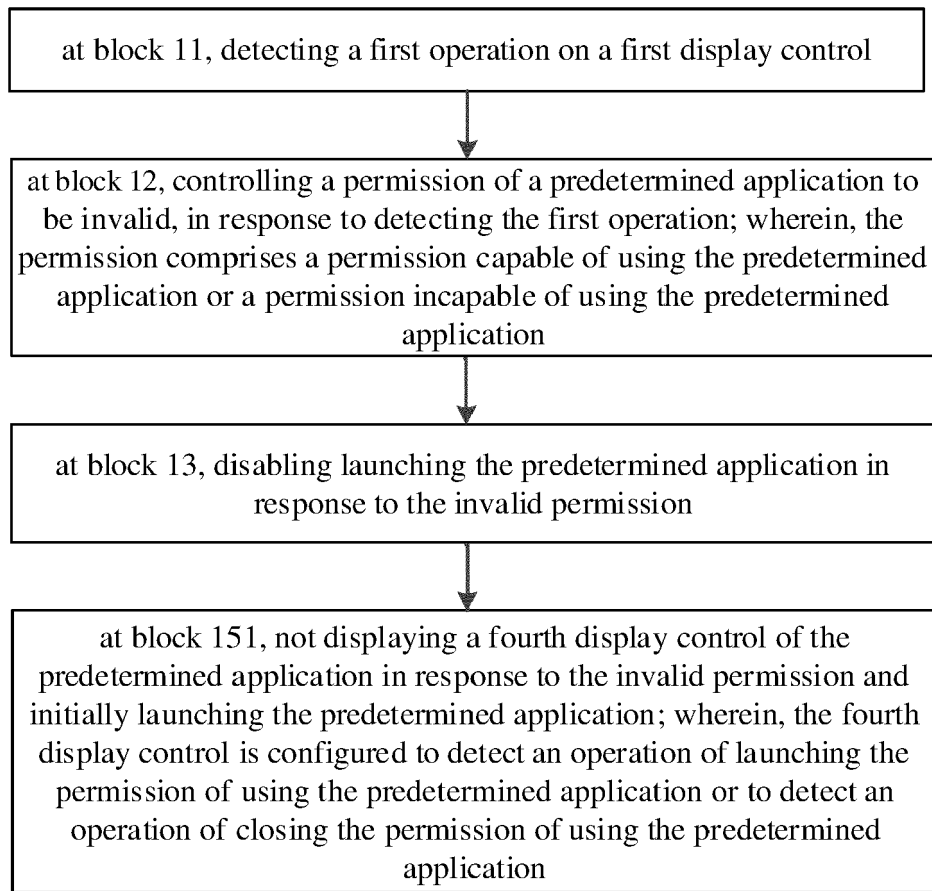 at block 11, detecting a first operation on a first display control
at block 12, controlling a permission of a predetermined application to
be invalid, in response to detecting the first operation; wherein, the
permission comprises a permission capable of using the predetermined
application or a permission incapable of using the predetermined
application
at block 13, disabling launching the predetermined application in
response to the invalid permission
at block 151, not displaying a fourth display control of the
predetermined application in response to the invalid permission and
initially launching the predetermined application; wherein, the fourth
display control is configured to detect an operation of launching the
permission of using the predetermined application or to detect an
operation of closing the permission of using the predetermined
application